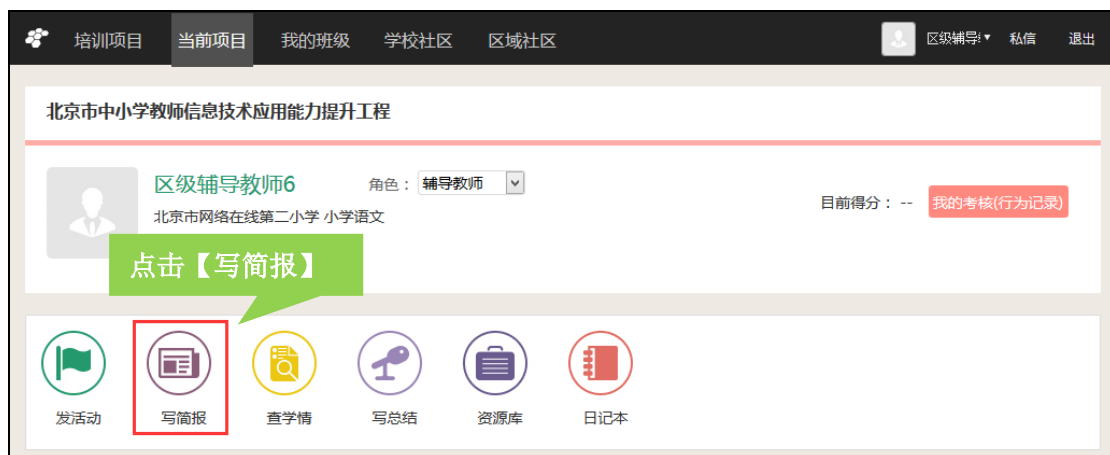 培训项目 当前项目 我的班级 学校社区 区域社区 区级辅导 私信 退出
北京市中小学教师信息技术应用能力提升工程
区级辅导教师6 角色： 辅导教师
北京市网络在线第二小学 小学语文
目前得分： -- 我的考核(行为记录)
点击【写简报】
发活动 写简报 查学情 写总结 资源库 日记本